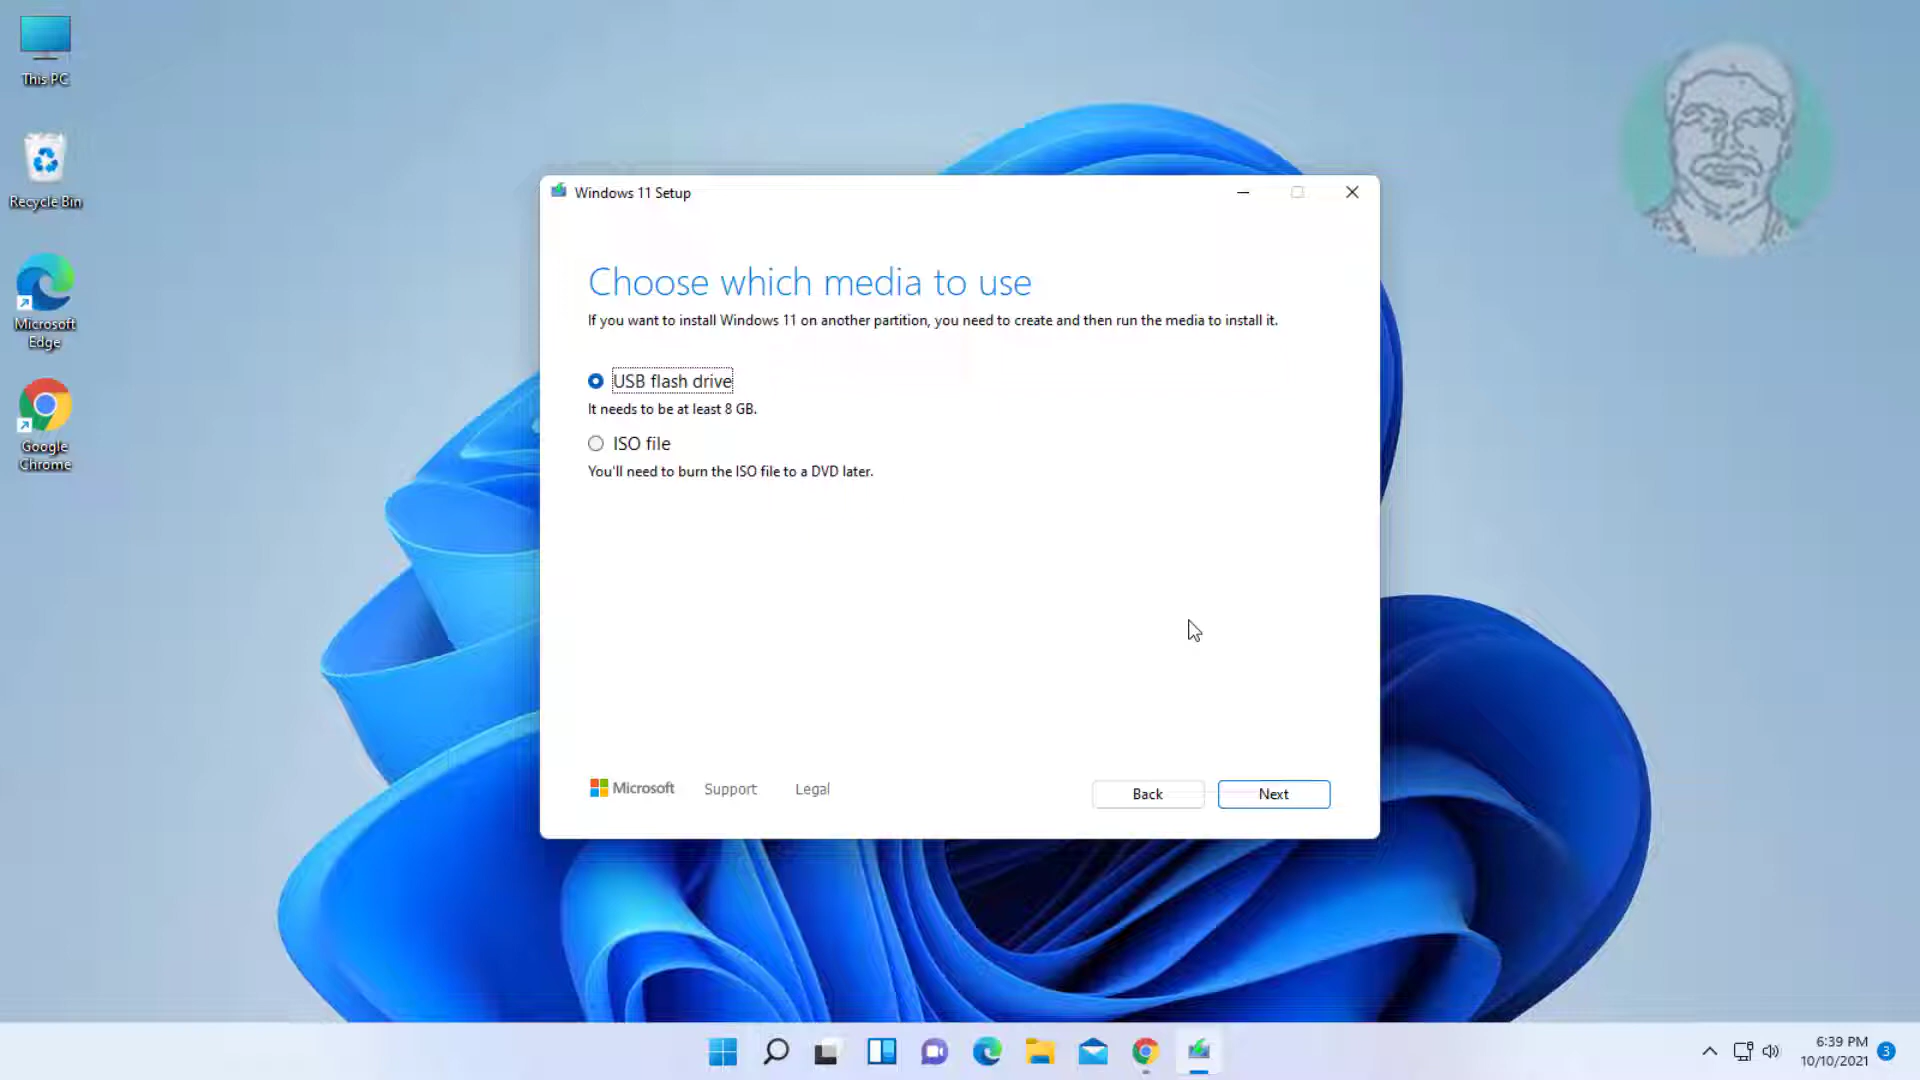 This PC
Recycle Bin
Microsoft
Edge
Google
Chrome
Windows 11 Setup
Choose which media to use
If you want to install Windows 11 on another partition, you need to create and then run the media to install it.
USB flash drive
It needs to be at least 8 GB.
ISO file
You'll need to burn the ISO file to a DVD later.
Microsoft Support Legal Back Next
6:39 PM
10/10/2021
3